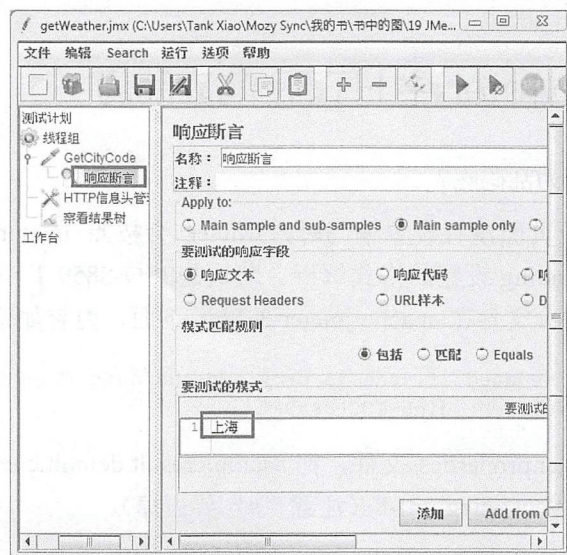 getWeather.jmx (C:\Users\Tank Xiao\Mozy Sync\我的书\书中的图\19 JMe...
文件 编辑 Search 运行 选项 帮助
测试计划
线程组
GetCityCode
响应断言
HTTP信息头管
察看结果树
工作台
响应断言
名称： 响应断言
注释：
Apply to:
Main sample and sub-samples Main sample only
要测试的响应字段
响应文本 响应代码 响
Request Headers URL样本 D
模式匹配规则
包括 匹配 Equals
要测试的模式
要测试的
1 上海
添加 Add from C